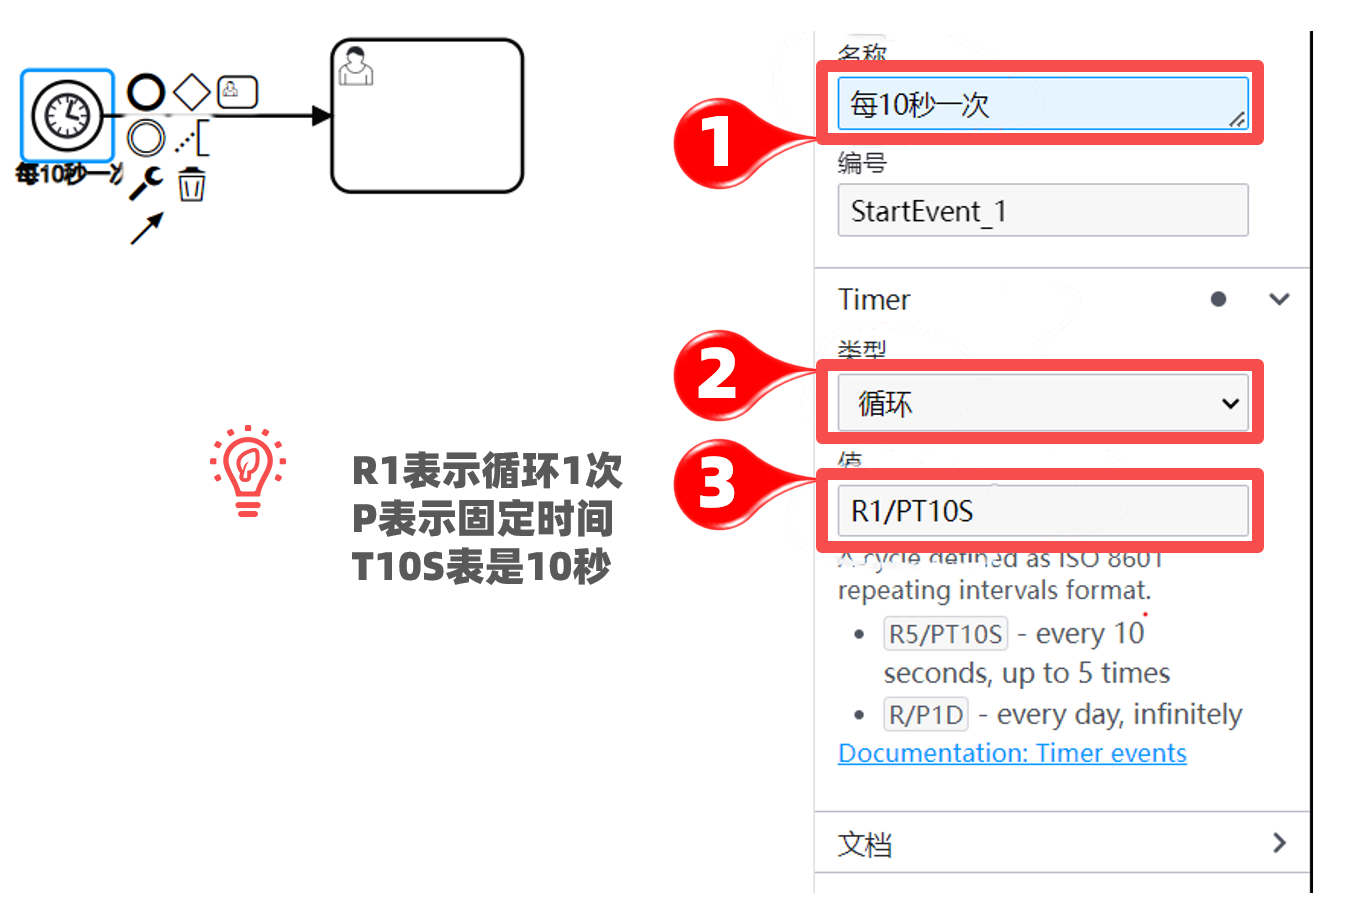 每10秒一次
R1表示循环1次
P表示固定时间
T10S表是10秒
1
名称
每10秒一次
编号
StartEvent_1
Timer
2
类型
循环
3
值
R1/PT10S
A cycle defined as ISO 8601
repeating intervals format.
R5/PT10S - every 10
seconds, up to 5 times
R/P1D - every day, infinitely
Documentation: Timer events
文档